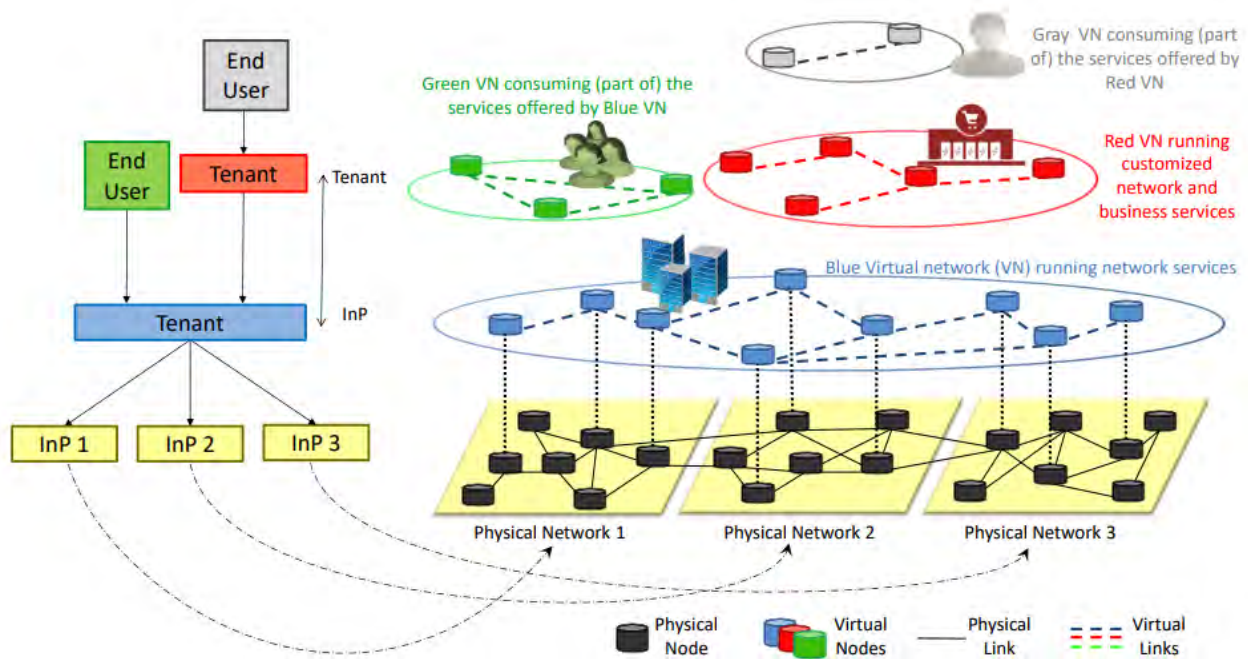 End
User
End
User
Tenant
Tenant
InP
Tenant
InP 1
InP 2
InP 3
Green VN consuming (part of) the
services offered by Blue VN
Gray VN consuming (part
of) the services offered by
Red VN
Red VN running
customized
network and
business services
Blue Virtual network (VN) running network services
Physical Network 1
Physical Network 2
Physical Network 3
Physical
Node
Virtual
Nodes
Physical
Link
Virtual
Links